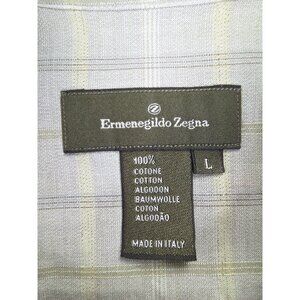 Ermenegildo Zegna
100%
COTONE
COTTON
ALGODON
BAUMWOLLE
COTON
ALGODÃO
MADE IN ITALY
L